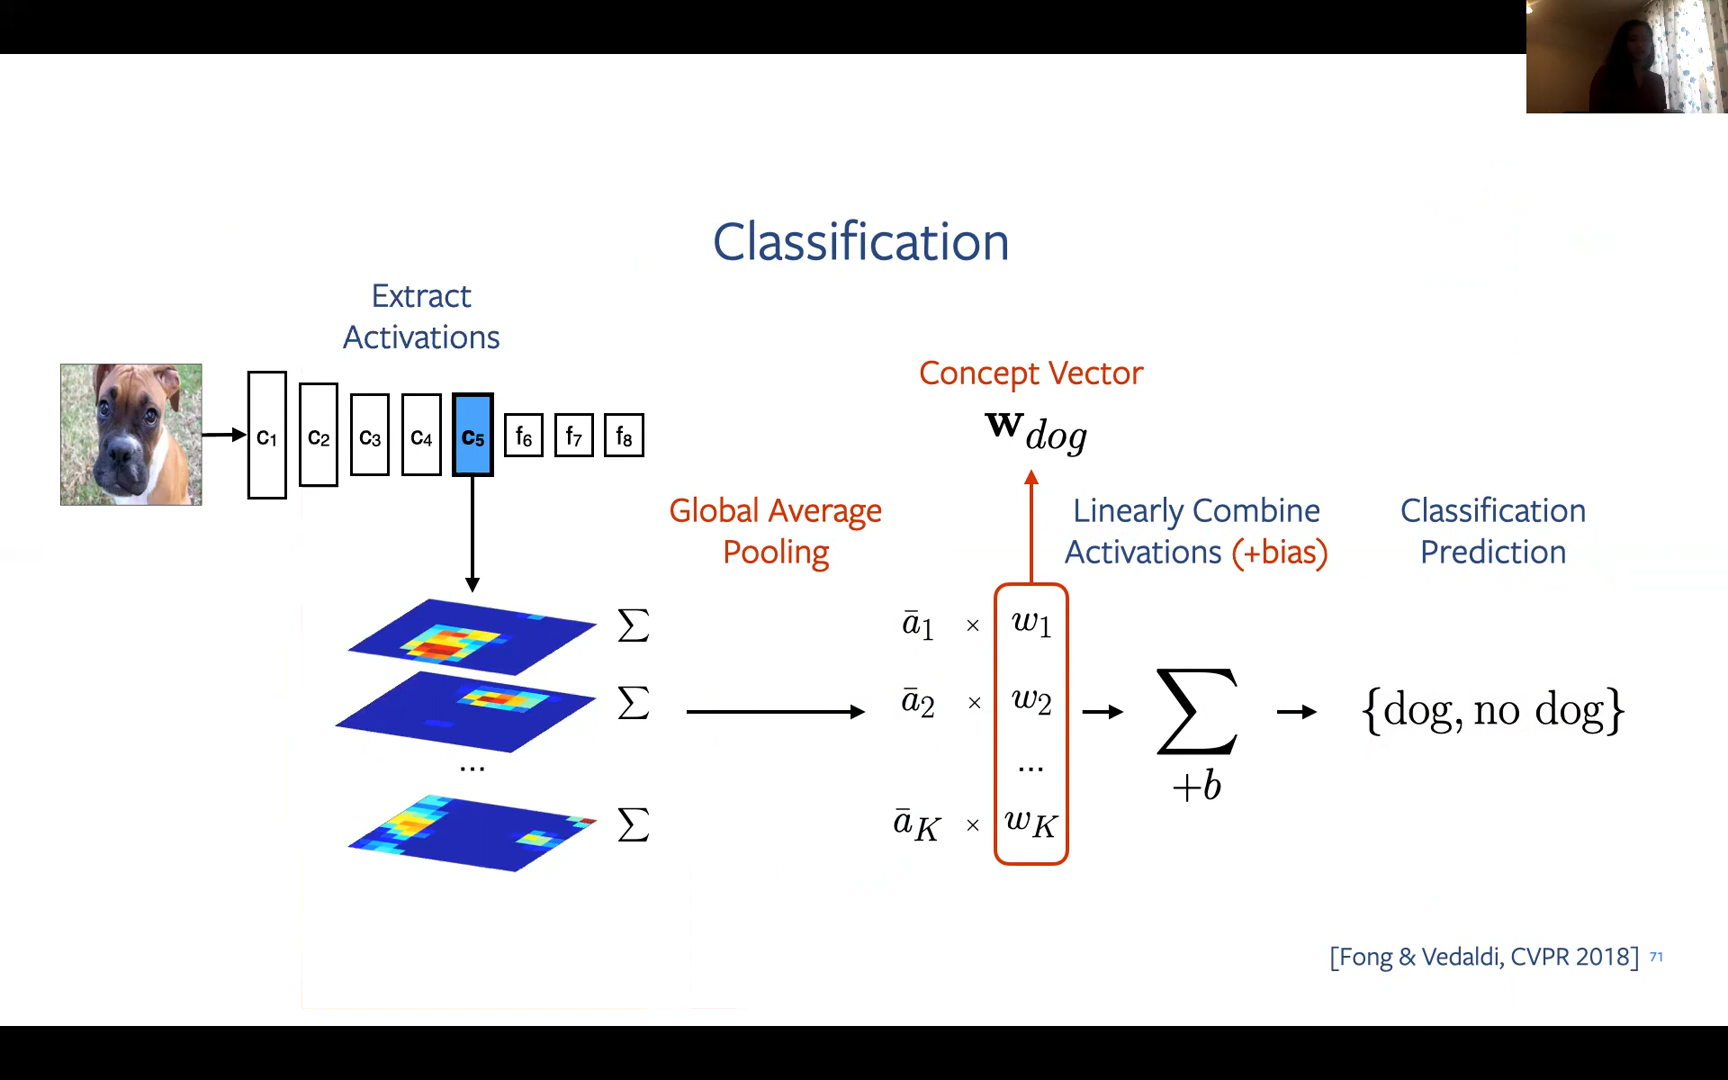 Classification
Extract
Activations
c₁ c₂ c₃ c₄ c₅ f₆ f₇ f₈
Concept Vector
w_dog
Global Average
Pooling
Linearly Combine
Activations (+bias)
Classification
Prediction
∑ ā₁ × w₁
∑ ā₂ × w₂
... ...
∑ ā_K × w_K
∑
+b
{dog, no dog}
[Fong & Vedaldi, CVPR 2018] 71